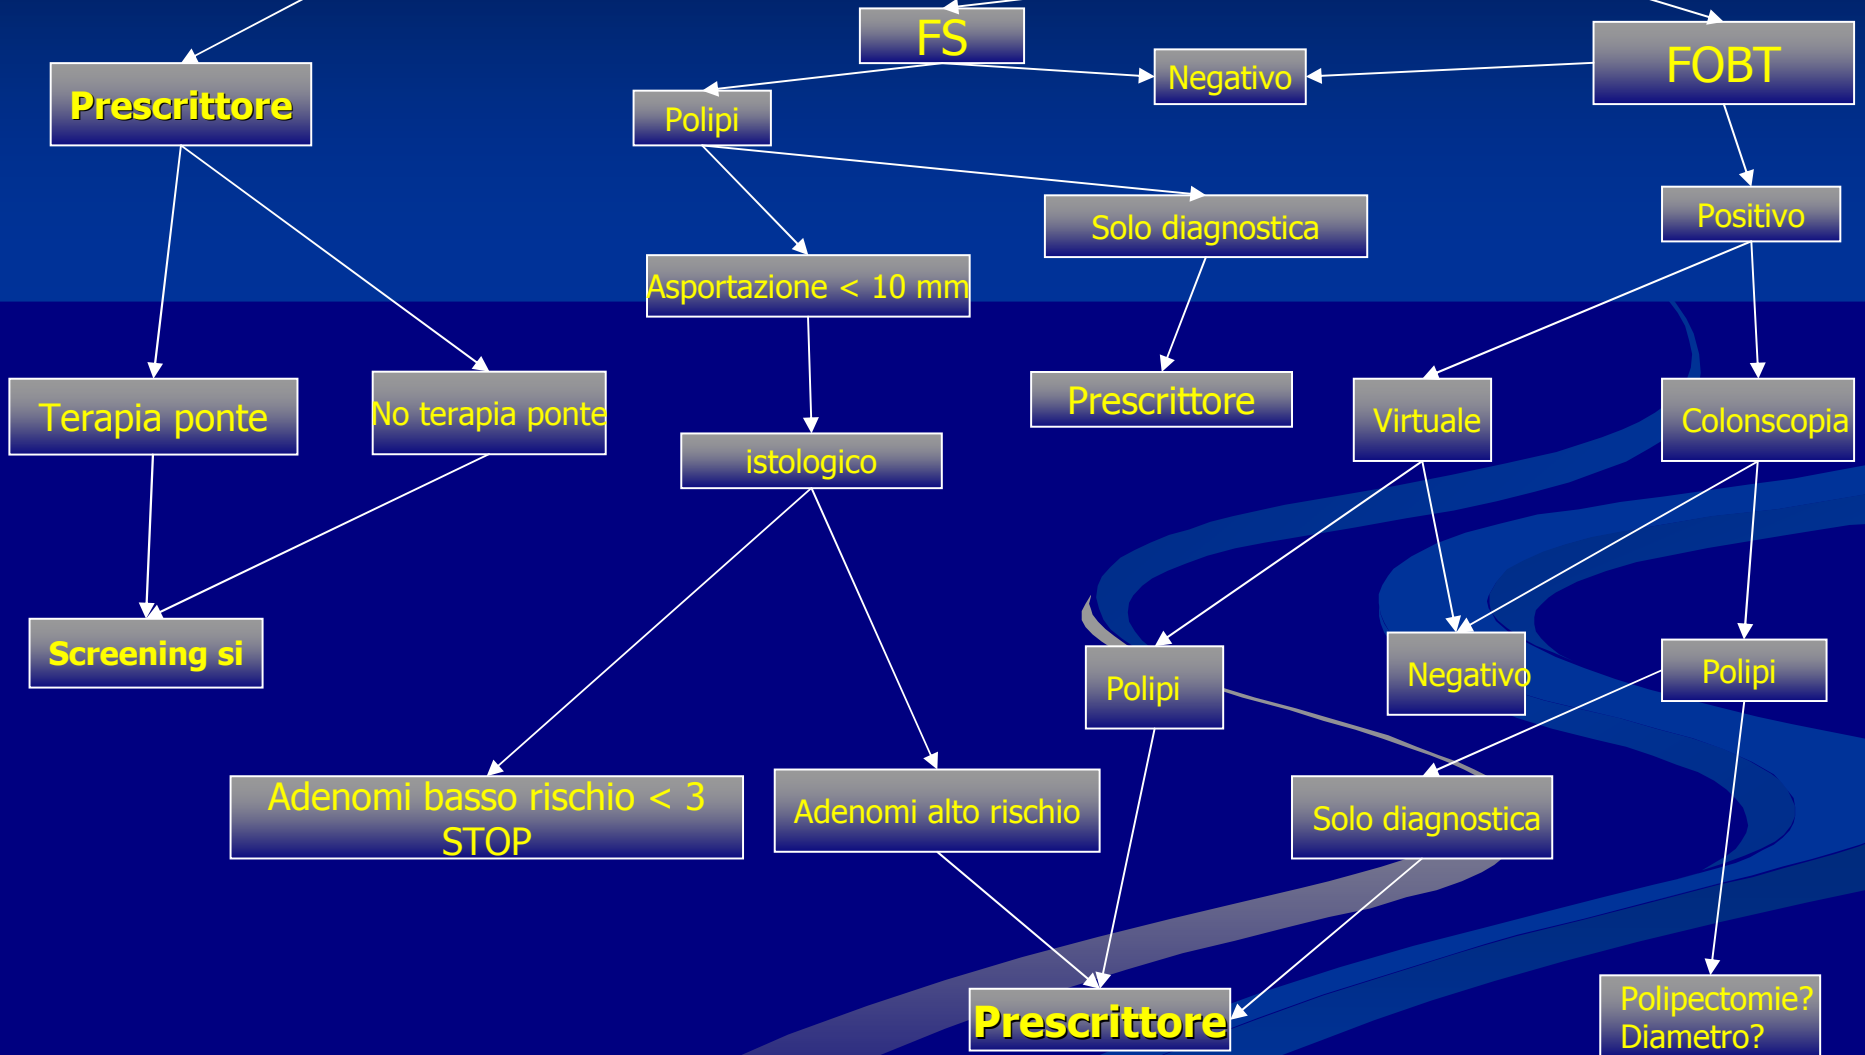 FS
FOBT
Negativo
Prescrittore
Polipi
Solo diagnostica
Positivo
Asportazione < 10 mm
Terapia ponte
No terapia ponte
Prescrittore
Virtuale
Colonscopia
istologico
Screening si
Polipi
Negativo
Polipi
Adenomi basso rischio < 3
STOP
Adenomi alto rischio
Solo diagnostica
Prescrittore
Polipectomie?
Diametro?